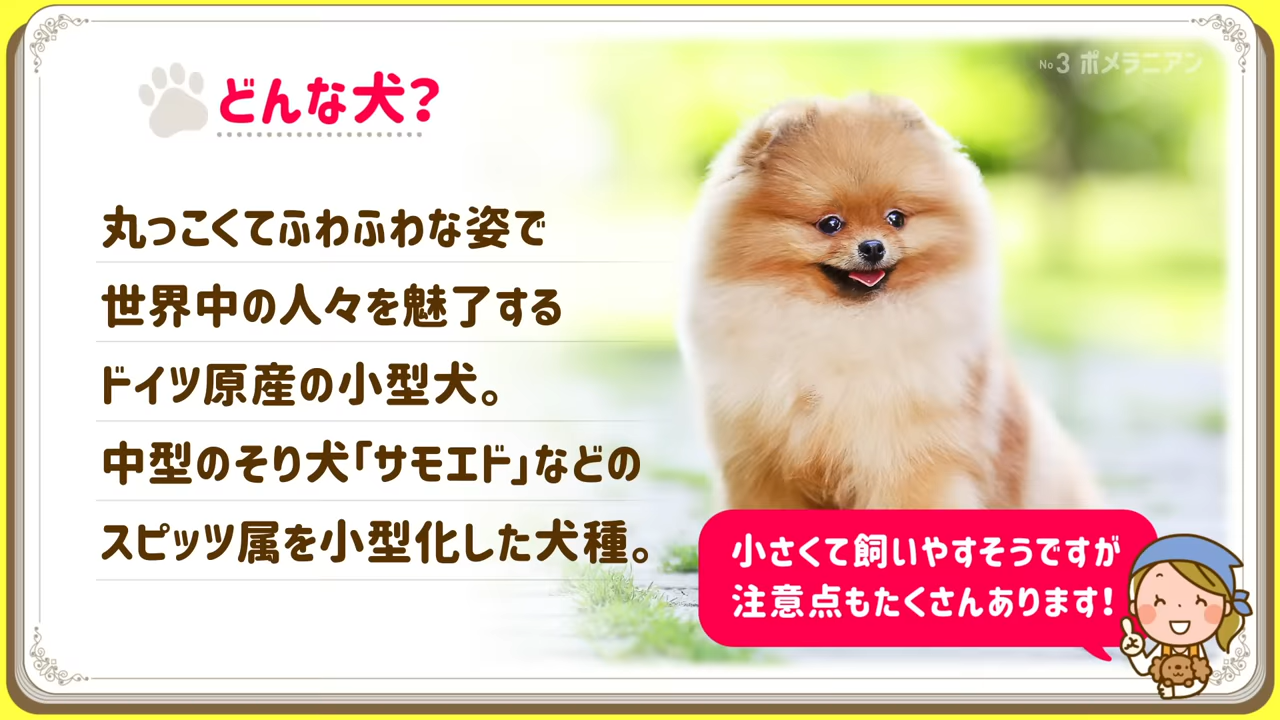 No3 ポメラニアン
どんな犬?
丸っこくてふわふわな姿で
世界中の人々を魅了する
ドイツ原産の小型犬。
中型のそり犬「サモエド」などの
スピッツ属を小型化した犬種。
小さくて飼いやすそうですが
注意点もたくさんあります!